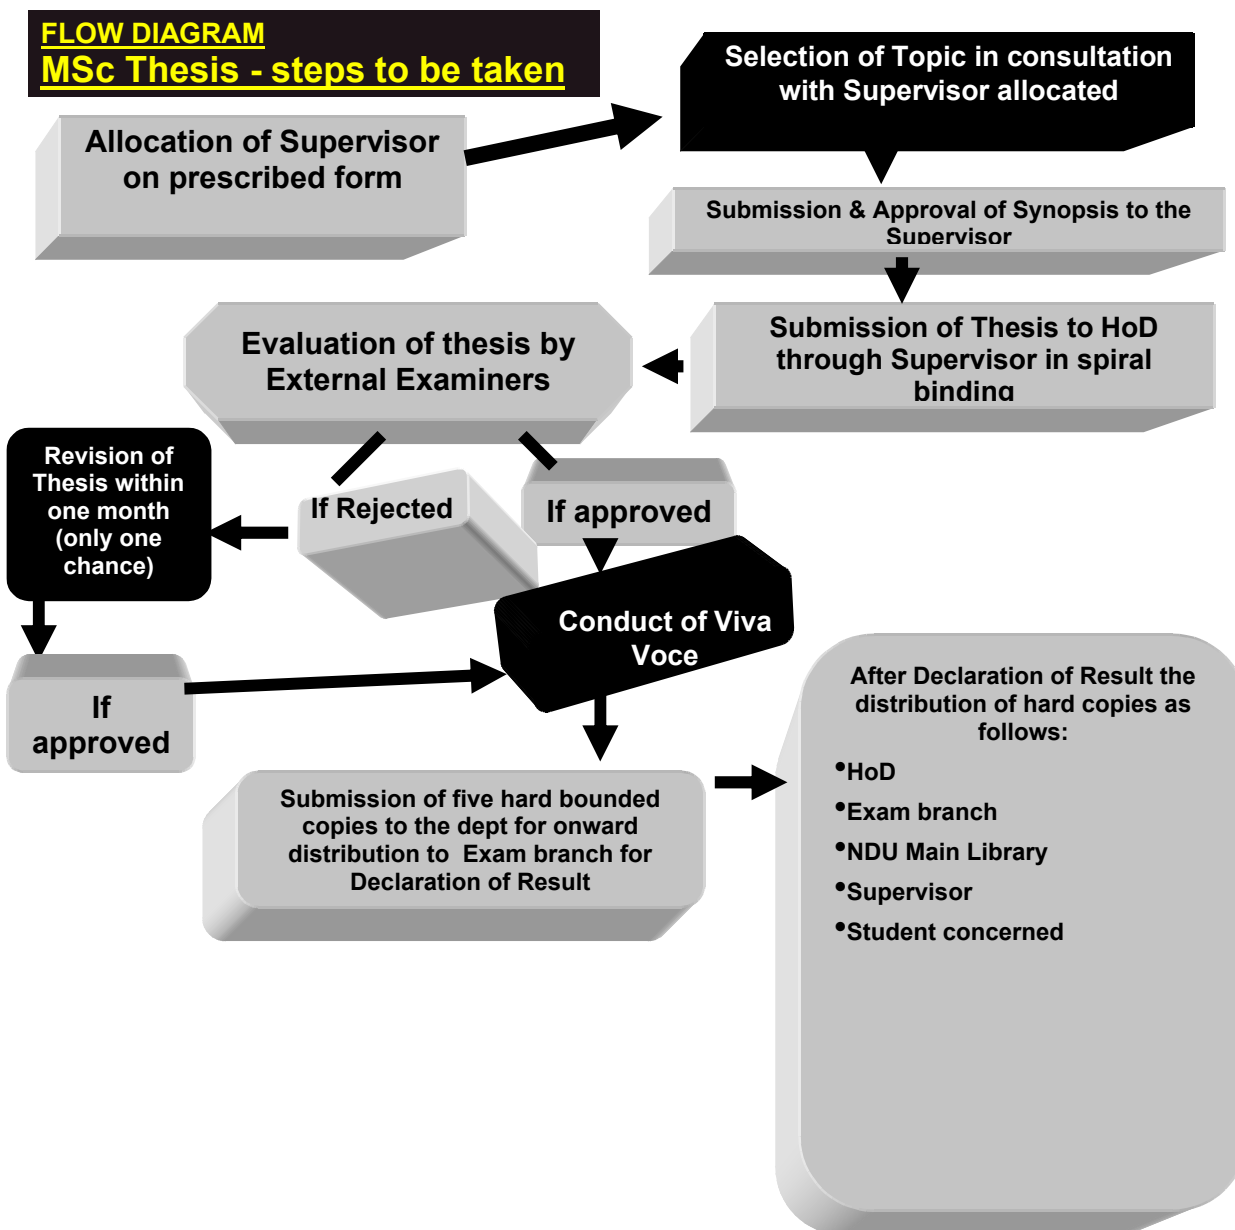 FLOW DIAGRAM
MSc Thesis - steps to be taken
Selection of Topic in consultation
with Supervisor allocated
Allocation of Supervisor
on prescribed form
Submission & Approval of Synopsis to the
Supervisor
Submission of Thesis to HoD
through Supervisor in spiral
binding
Evaluation of thesis by
External Examiners
Revision of
Thesis within
one month
(only one
chance)
If Rejected
If approved
Conduct of Viva
Voce
If
approved
Submission of five hard bounded
copies to the dept for onward
distribution to Exam branch for
Declaration of Result
After Declaration of Result the
distribution of hard copies as
follows:
•HoD
•Exam branch
•NDU Main Library
•Supervisor
•Student concerned